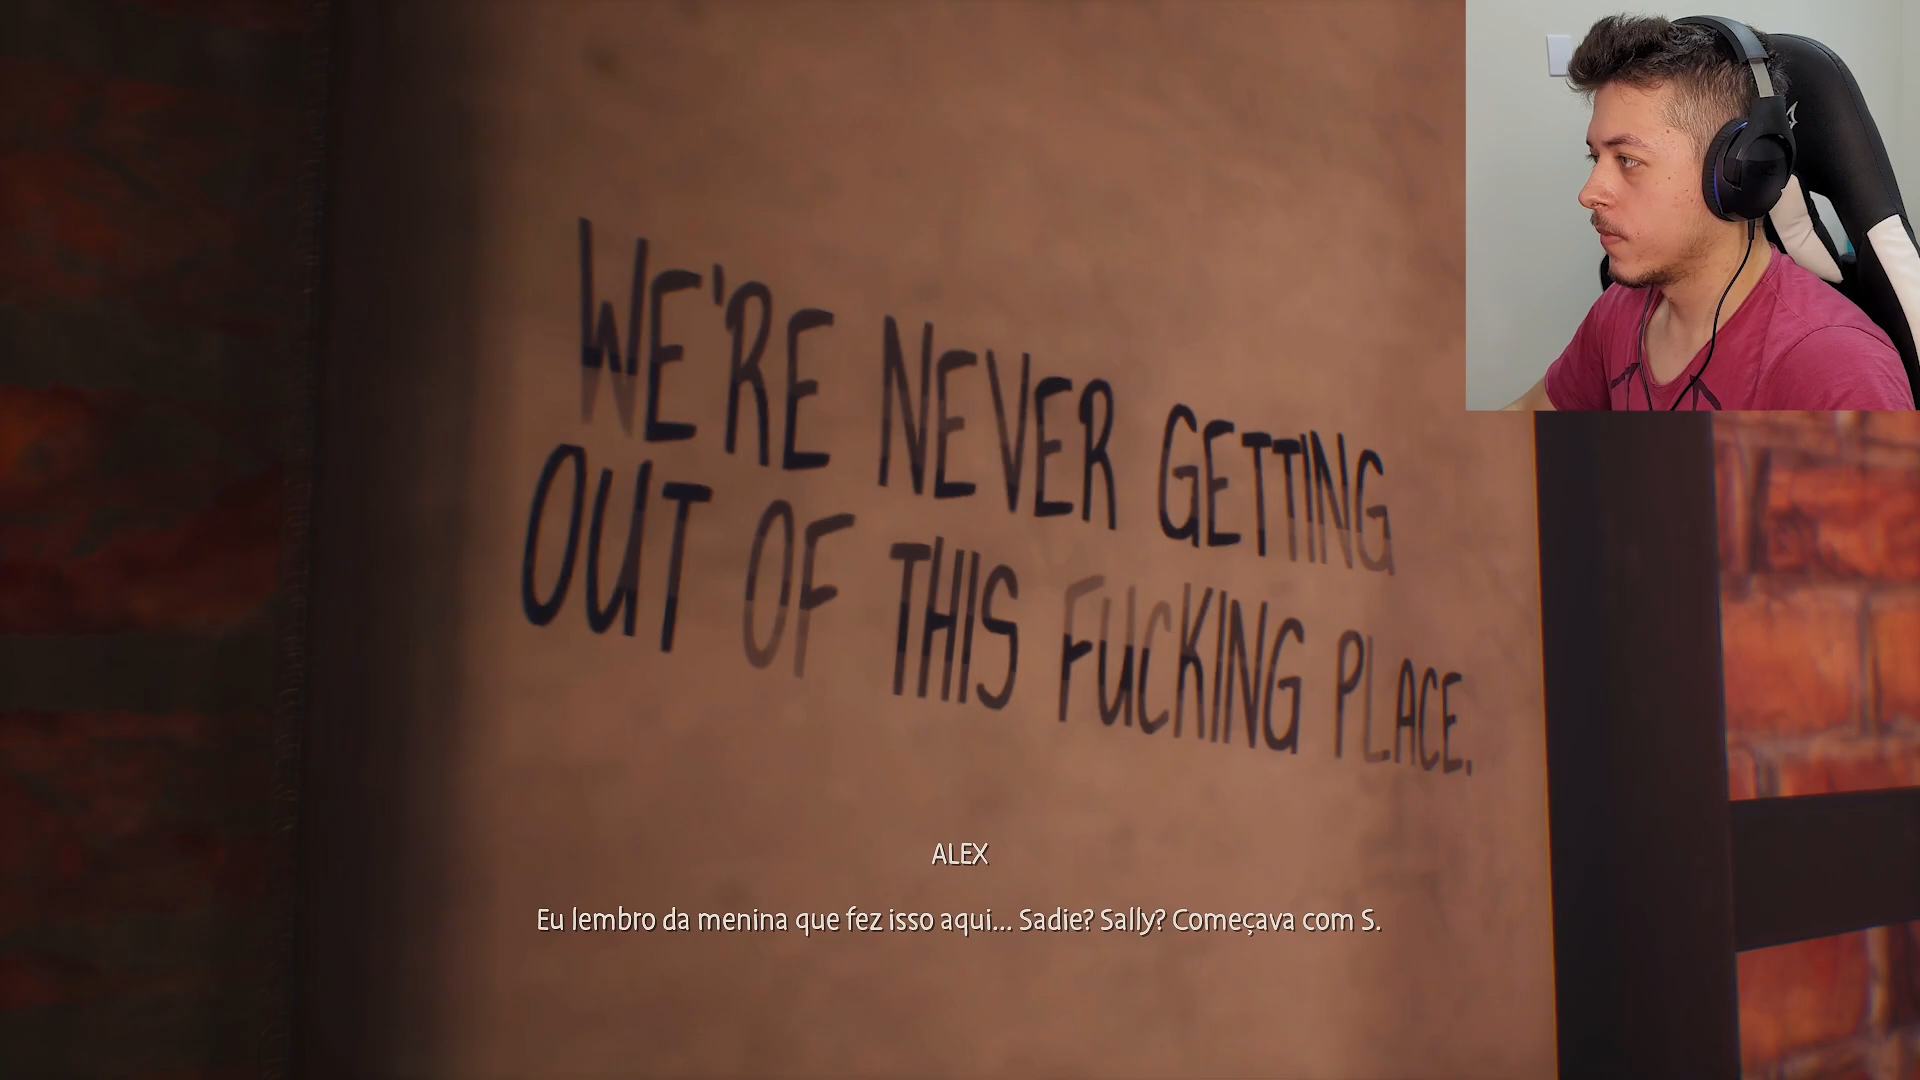 WE'RE NEVER GETTING
OUT OF THIS FUCKING PLACE.
ALEX
Eu lembro da menina que fez isso aqui... Sadie? Sally? Começava com S.